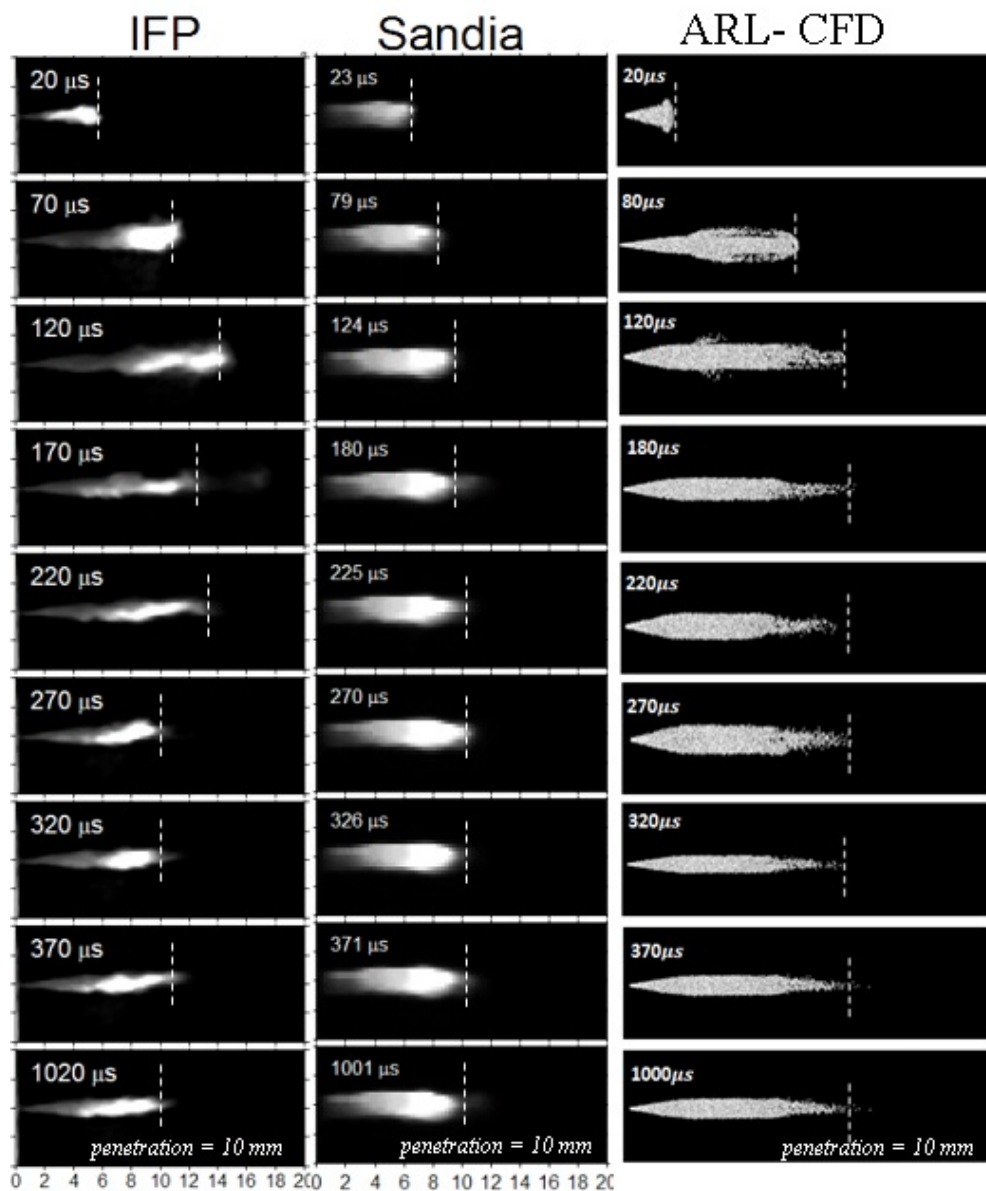 IFP Sandia ARL- CFD
20 µs 23 µs 20µs
70 µs 79 µs 80µs
120 µs 124 µs 120µs
170 µs 180 µs 180µs
220 µs 225 µs 220µs
270 µs 270 µs 270µs
320 µs 326 µs 320µs
370 µs 371 µs 370µs
1020 µs 1001 µs 1000µs
penetration = 10 mm penetration = 10 mm penetration = 10 mm
0 2 4 6 8 10 12 14 16 18 20 0 2 4 6 8 10 12 14 16 18 20